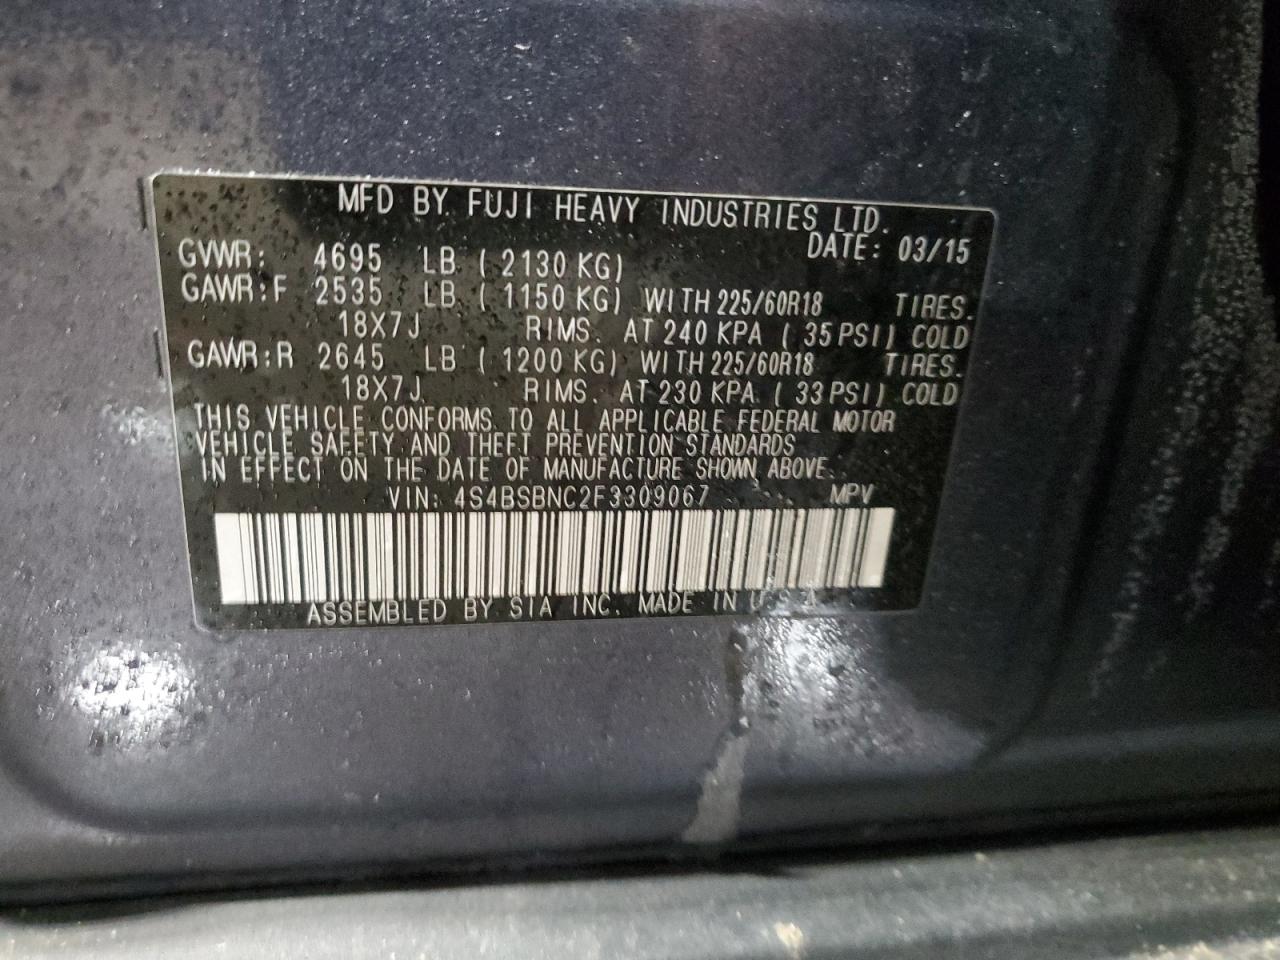 MFD BY FUJI HEAVY INDUSTRIES LTD.
DATE: 03/15
GVWR: 4695 LB ( 2130 KG)
GAWR:F 2535 LB ( 1150 KG) WITH 225/60R18 TIRES.
18X7J RIMS. AT 240 KPA ( 35 PSI) COLD
GAWR:R 2645 LB ( 1200 KG) WITH 225/60R18 TIRES.
18X7J RIMS. AT 230 KPA ( 33 PSI) COLD
THIS VEHICLE CONFORMS TO ALL APPLICABLE FEDERAL MOTOR
VEHICLE SAFETY AND THEFT PREVENTION STANDARDS
IN EFFECT ON THE DATE OF MANUFACTURE SHOWN ABOVE.
VIN: 4S4BSBNC2F3309067 MPV
ASSEMBLED BY SIA INC. MADE IN U.S.A.